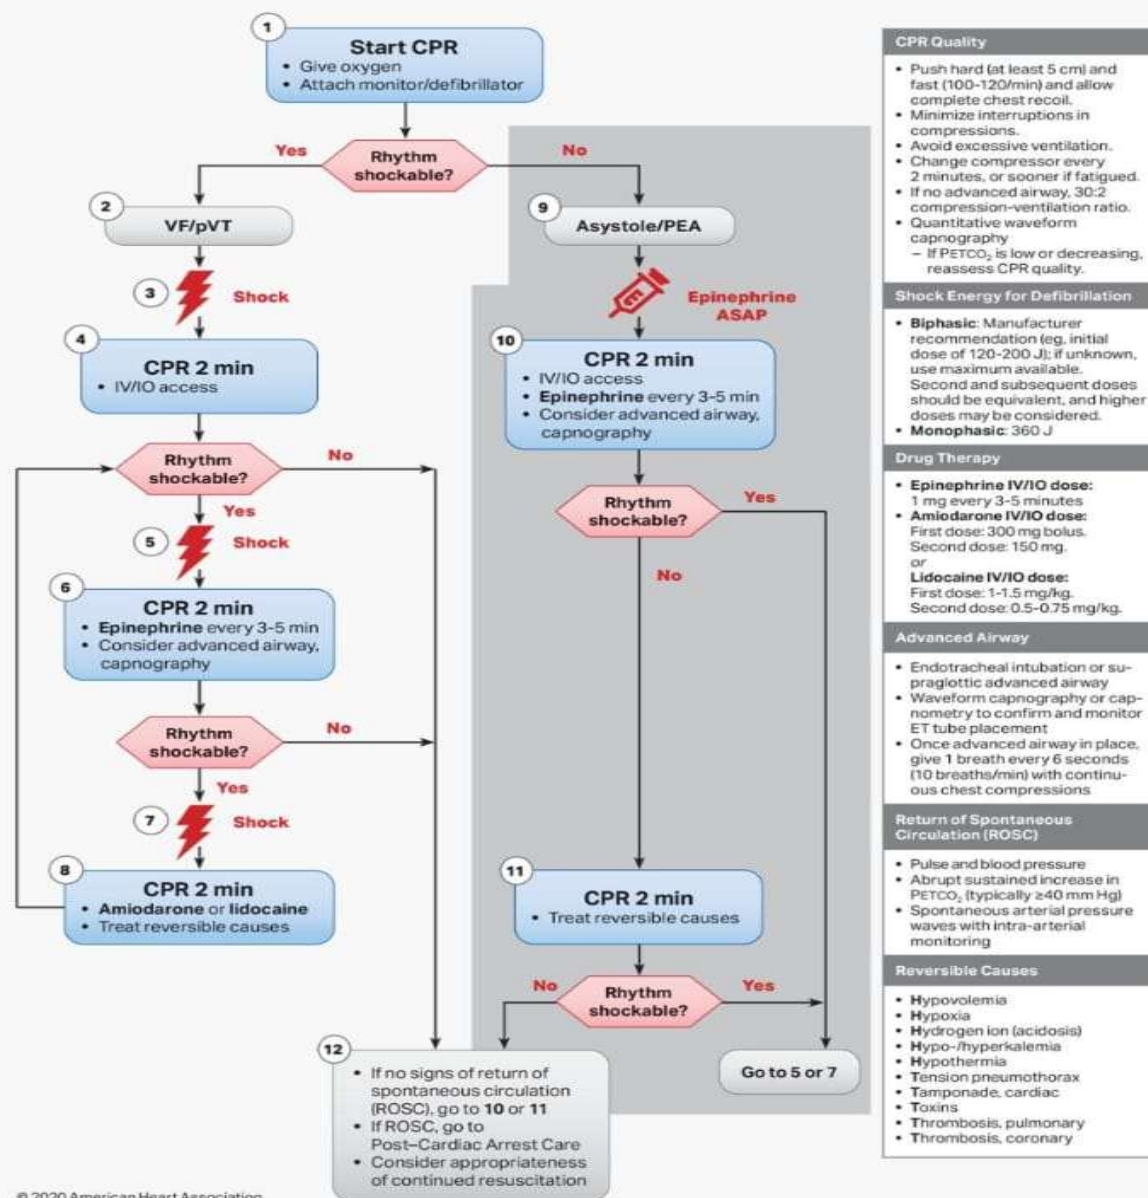 1
Start CPR
• Give oxygen
• Attach monitor/defibrillator
Rhythm
shockable?
Yes
No
2
VF/pVT
3
Shock
4
CPR 2 min
• IV/IO access
Rhythm
shockable?
No
Yes
5
Shock
6
CPR 2 min
• Epinephrine every 3-5 min
• Consider advanced airway,
capnography
Rhythm
shockable?
No
Yes
7
Shock
8
CPR 2 min
• Amiodarone or lidocaine
• Treat reversible causes
9
Asystole/PEA
E
Epinephrine
ASAP
10
CPR 2 min
• IV/IO access
• Epinephrine every 3-5 min
• Consider advanced airway,
capnography
Rhythm
shockable?
Yes
No
11
CPR 2 min
• Treat reversible causes
No
Rhythm
shockable?
Yes
12
• If no signs of return of
spontaneous circulation
(ROSC), go to 10 or 11
• If ROSC, go to
Post–Cardiac Arrest Care
• Consider appropriateness
of continued resuscitation
Go to 5 or 7
© 2020 American Heart Association
CPR Quality
• Push hard (at least 5 cm) and
fast (100-120/min) and allow
complete chest recoil.
• Minimize interruptions in
compressions.
• Avoid excessive ventilation.
• Change compressor every
2 minutes, or sooner if fatigued.
• If no advanced airway, 30:2
compression-ventilation ratio.
• Quantitative waveform
capnography
– If PETCO₂ is low or decreasing,
reassess CPR quality.
Shock Energy for Defibrillation
• Biphasic: Manufacturer
recommendation (eg, initial
dose of 120-200 J); if unknown,
use maximum available.
Second and subsequent doses
should be equivalent, and higher
doses may be considered.
• Monophasic: 360 J
Drug Therapy
• Epinephrine IV/IO dose:
1 mg every 3-5 minutes
• Amiodarone IV/IO dose:
First dose: 300 mg bolus.
Second dose: 150 mg.
or
Lidocaine IV/IO dose:
First dose: 1-1.5 mg/kg.
Second dose: 0.5-0.75 mg/kg.
Advanced Airway
• Endotracheal intubation or su-
praglottic advanced airway
• Waveform capnography or cap-
nometry to confirm and monitor
ET tube placement
• Once advanced airway in place,
give 1 breath every 6 seconds
(10 breaths/min) with continu-
ous chest compressions
Return of Spontaneous
Circulation (ROSC)
• Pulse and blood pressure
• Abrupt sustained increase in
PETCO₂ (typically ≥40 mm Hg)
• Spontaneous arterial pressure
waves with intra-arterial
monitoring
Reversible Causes
• Hypovolemia
• Hypoxia
• Hydrogen ion (acidosis)
• Hypo-/hyperkalemia
• Hypothermia
• Tension pneumothorax
• Tamponade, cardiac
• Toxins
• Thrombosis, pulmonary
• Thrombosis, coronary